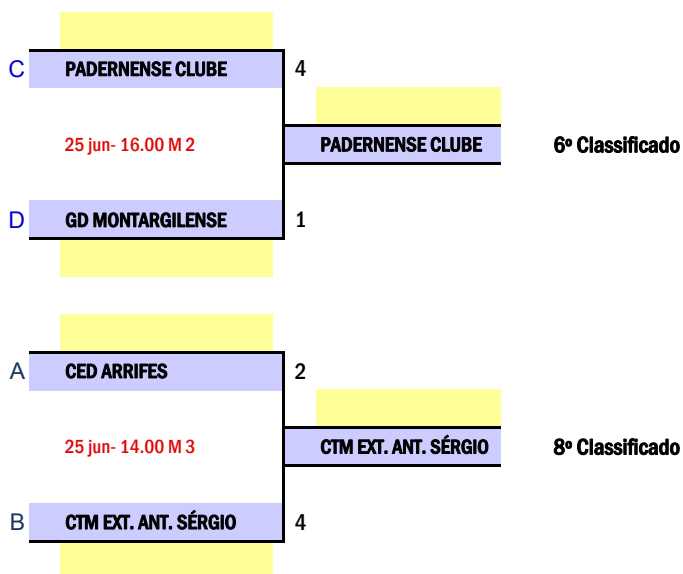 C PADERNENSE CLUBE 4
25 jun- 16.00 M 2 PADERNENSE CLUBE 6º Classificado
D GD MONTARGILENSE 1
A CED ARRIFES 2
25 jun- 14.00 M 3 CTM EXT. ANT. SÉRGIO 8º Classificado
B CTM EXT. ANT. SÉRGIO 4